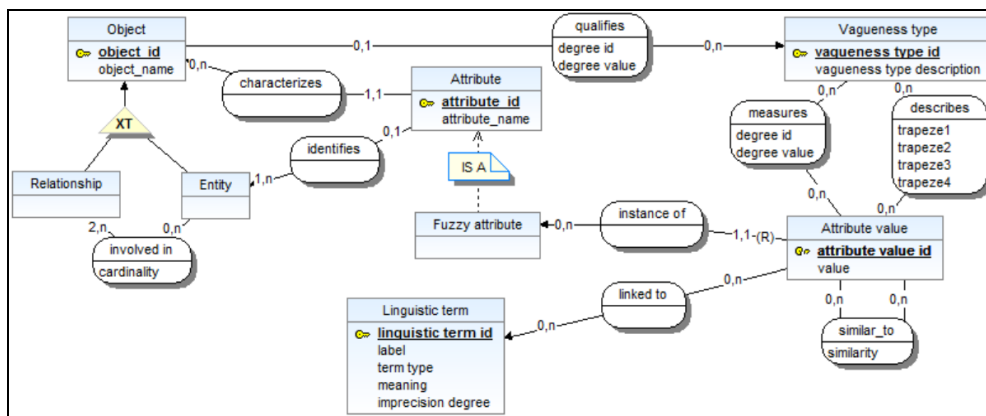 Object
object_id
object_name
0,1
qualifies
degree id
degree value
0,n
Vagueness type
vagueness type id
vagueness type description
0,n
characterizes
1,1
Attribute
attribute_id
attribute_name
0,n
0,n
measures
degree id
degree value
describes
trapeze1
trapeze2
trapeze3
trapeze4
XT
identifies
0,1
1,n
IS A
Relationship
Entity
2,n
0,n
involved in
cardinality
Fuzzy attribute
0,n
instance of
1,1-(R)
0,n
0,n
Attribute value
attribute value id
value
0,n
linked to
0,n
Linguistic term
linguistic term id
label
term type
meaning
imprecision degree
0,n
0,n
similar_to
similarity